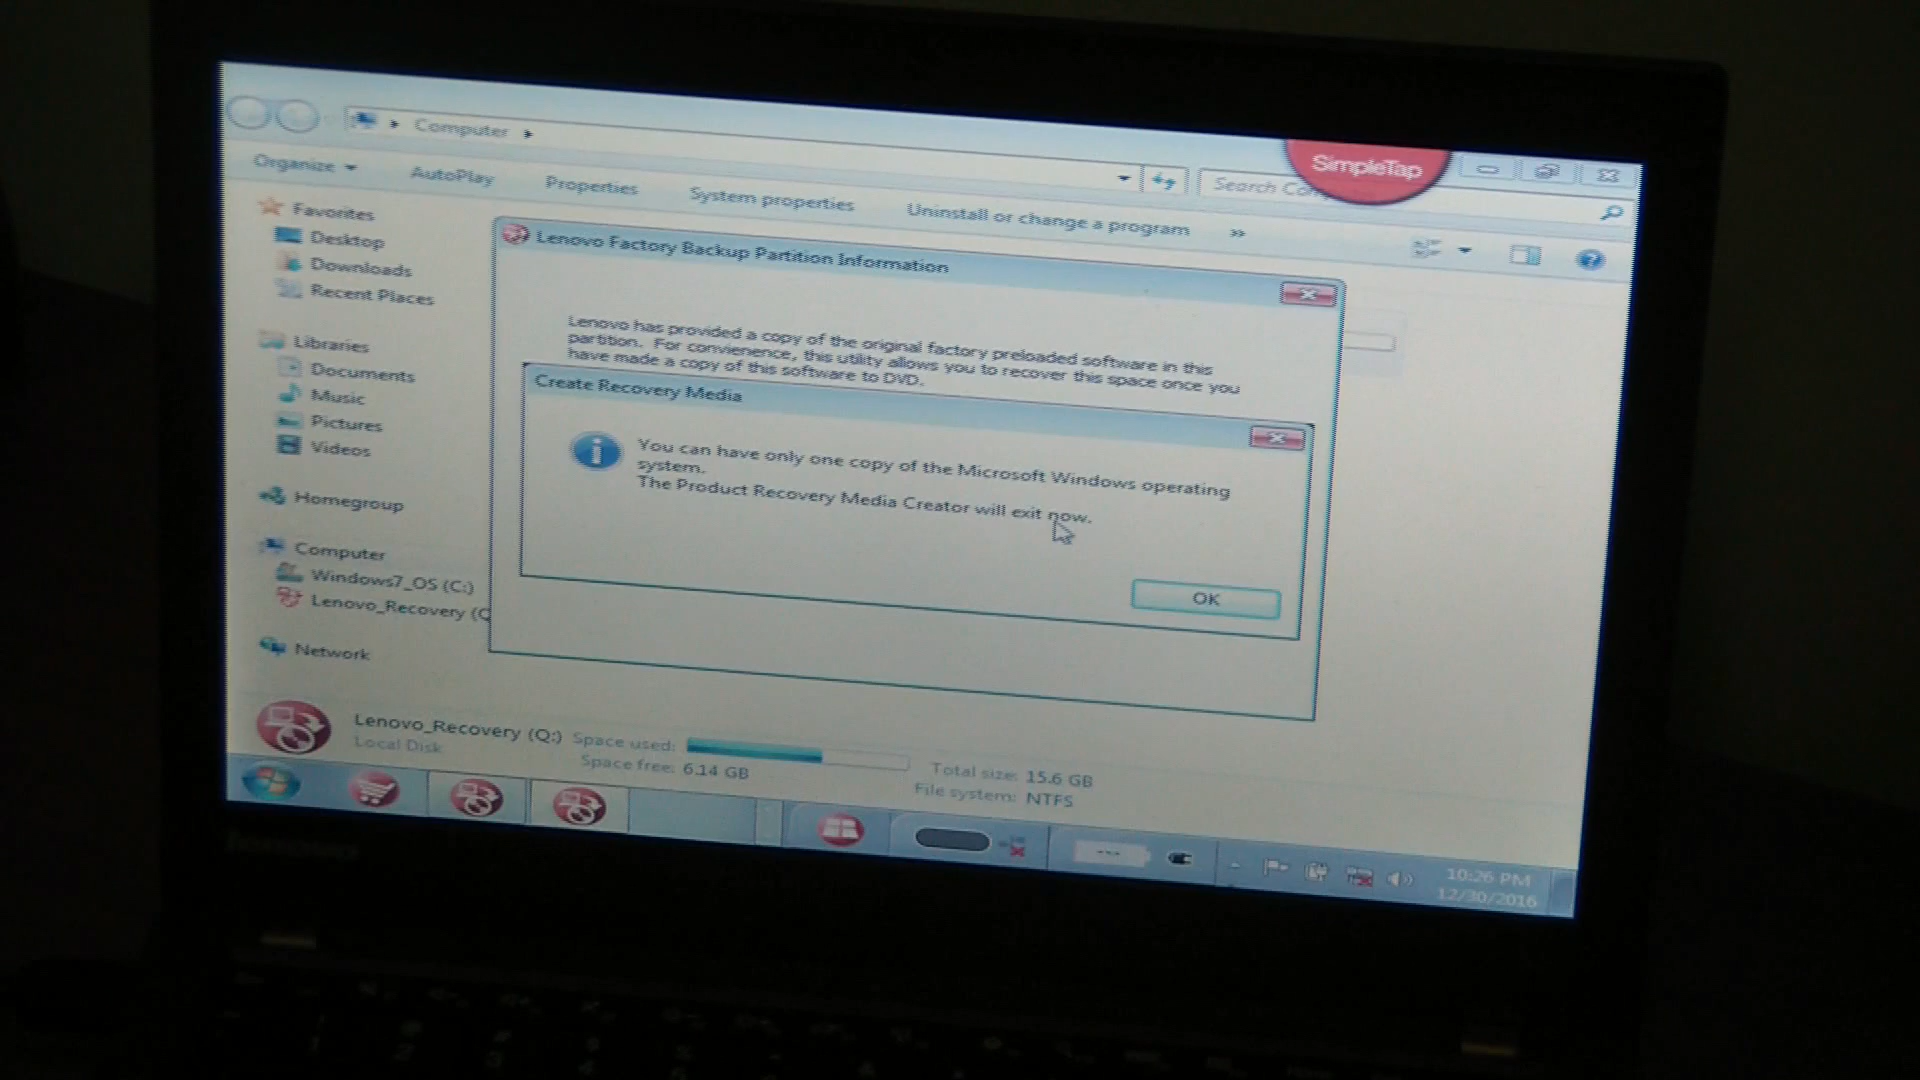 Computer
SimpleTap
Search Co
Organize
AutoPlay
Properties
System properties
Uninstall or change a program
»
Favorites
Desktop
Downloads
Recent Places
Libraries
Documents
Music
Pictures
Videos
Homegroup
Computer
Windows7_OS (C:)
Lenovo_Recovery (Q
Network
Lenovo Factory Backup Partition Information
Lenovo has provided a copy of the original factory preloaded software in this
partition. For convienence, this utility allows you to recover this space once you
have made a copy of this software to DVD.
Create Recovery Media
You can have only one copy of the Microsoft Windows operating
system.
The Product Recovery Media Creator will exit now.
OK
Lenovo_Recovery (Q:) Space used:
Local Disk
Space free: 6.14 GB
Total size: 15.6 GB
File system: NTFS
10:26 PM
12/30/2016